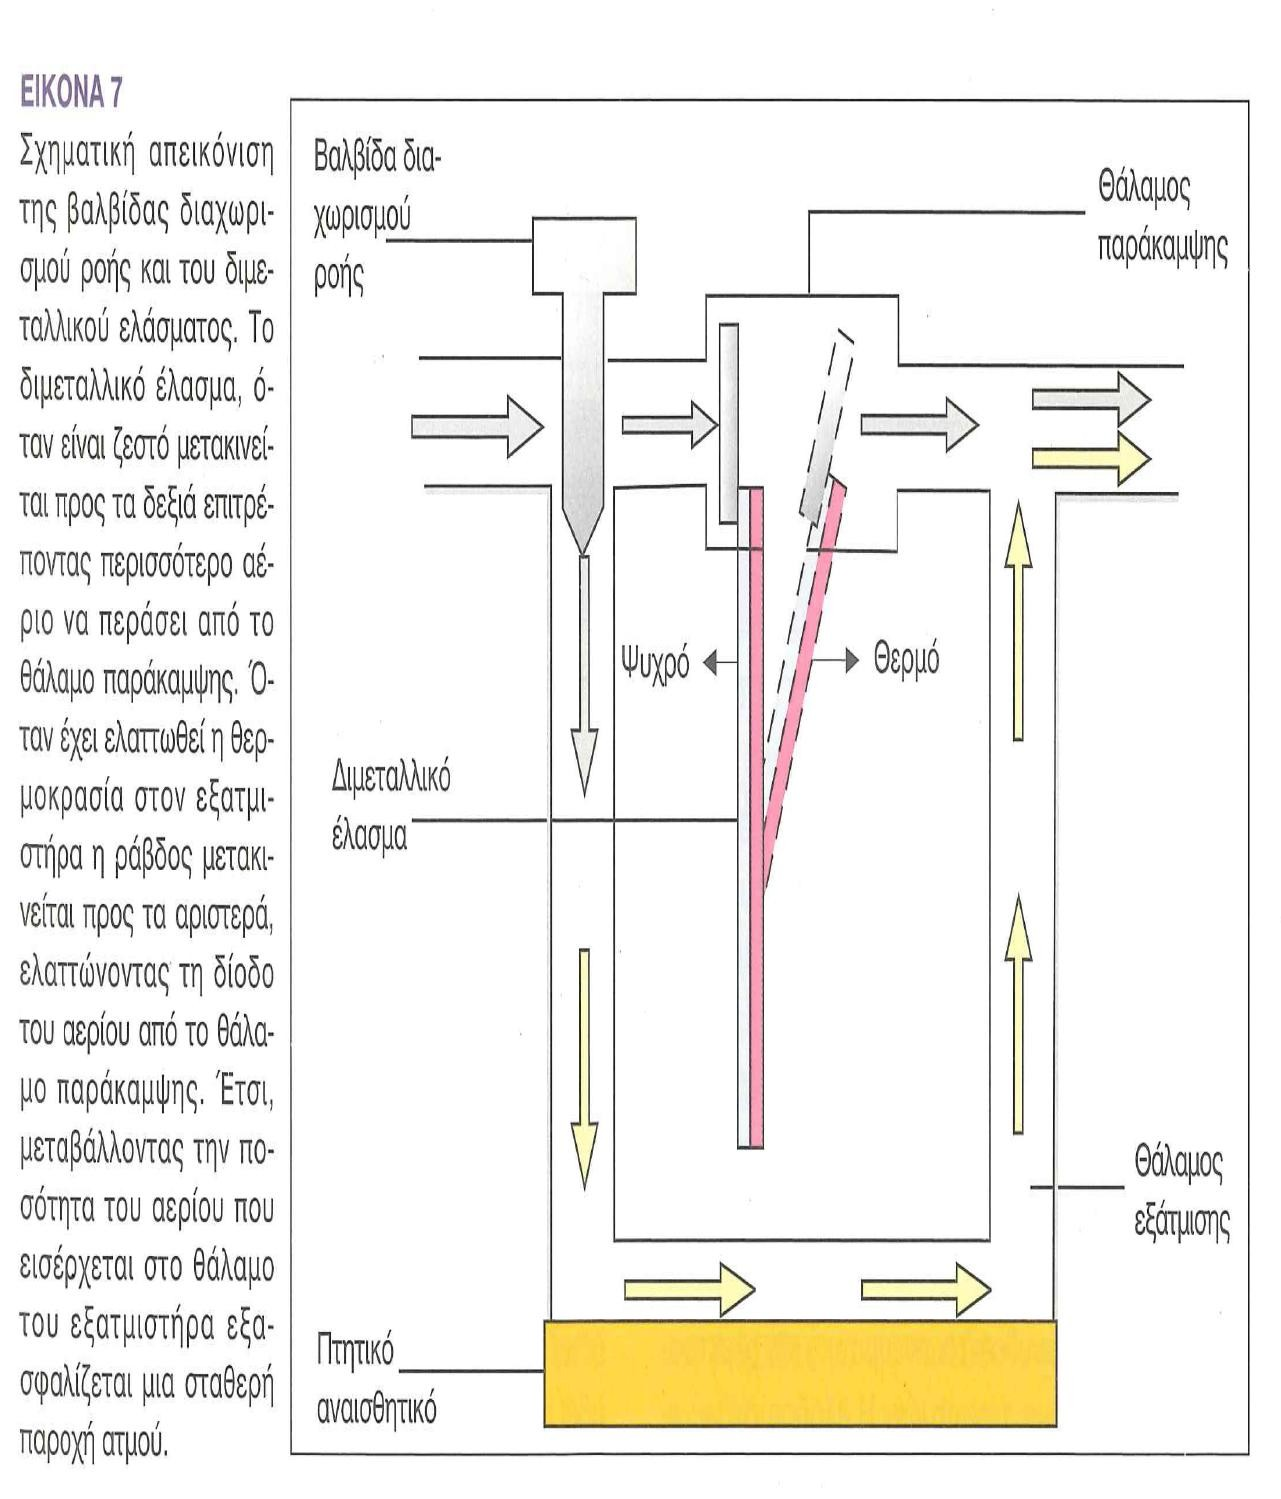 ΕΙΚΟΝΑ 7
Σχηματική απεικόνιση
της βαλβίδας διαχωρι-
σμού ροής και του διμε-
ταλλικού ελάσματος. Το
διμεταλλικό έλασμα, ό-
ταν είναι ζεστό μετακινεί-
ται προς τα δεξιά επιτρέ-
ποντας περισσότερο αέ-
ριο να περάσει από το
θάλαμο παράκαμψης. Ό-
ταν έχει ελαττωθεί η θερ-
μοκρασία στον εξατμι-
στήρα η ράβδος μετακι-
νείται προς τα αριστερά,
ελαττώνοντας τη δίοδο
του αερίου από το θάλα-
μο παράκαμψης. Έτσι,
μεταβάλλοντας την πο-
σότητα του αερίου που
εισέρχεται στο θάλαμο
του εξατμιστήρα εξα-
σφαλίζεται μια σταθερή
παροχή ατμού.
Βαλβίδα δια-
χωρισμού
ροής
Θάλαμος
παράκαμψης
Ψυχρό
Θερμό
Διμεταλλικό
έλασμα
Θάλαμος
εξάτμισης
Πτητικό
αναισθητικό